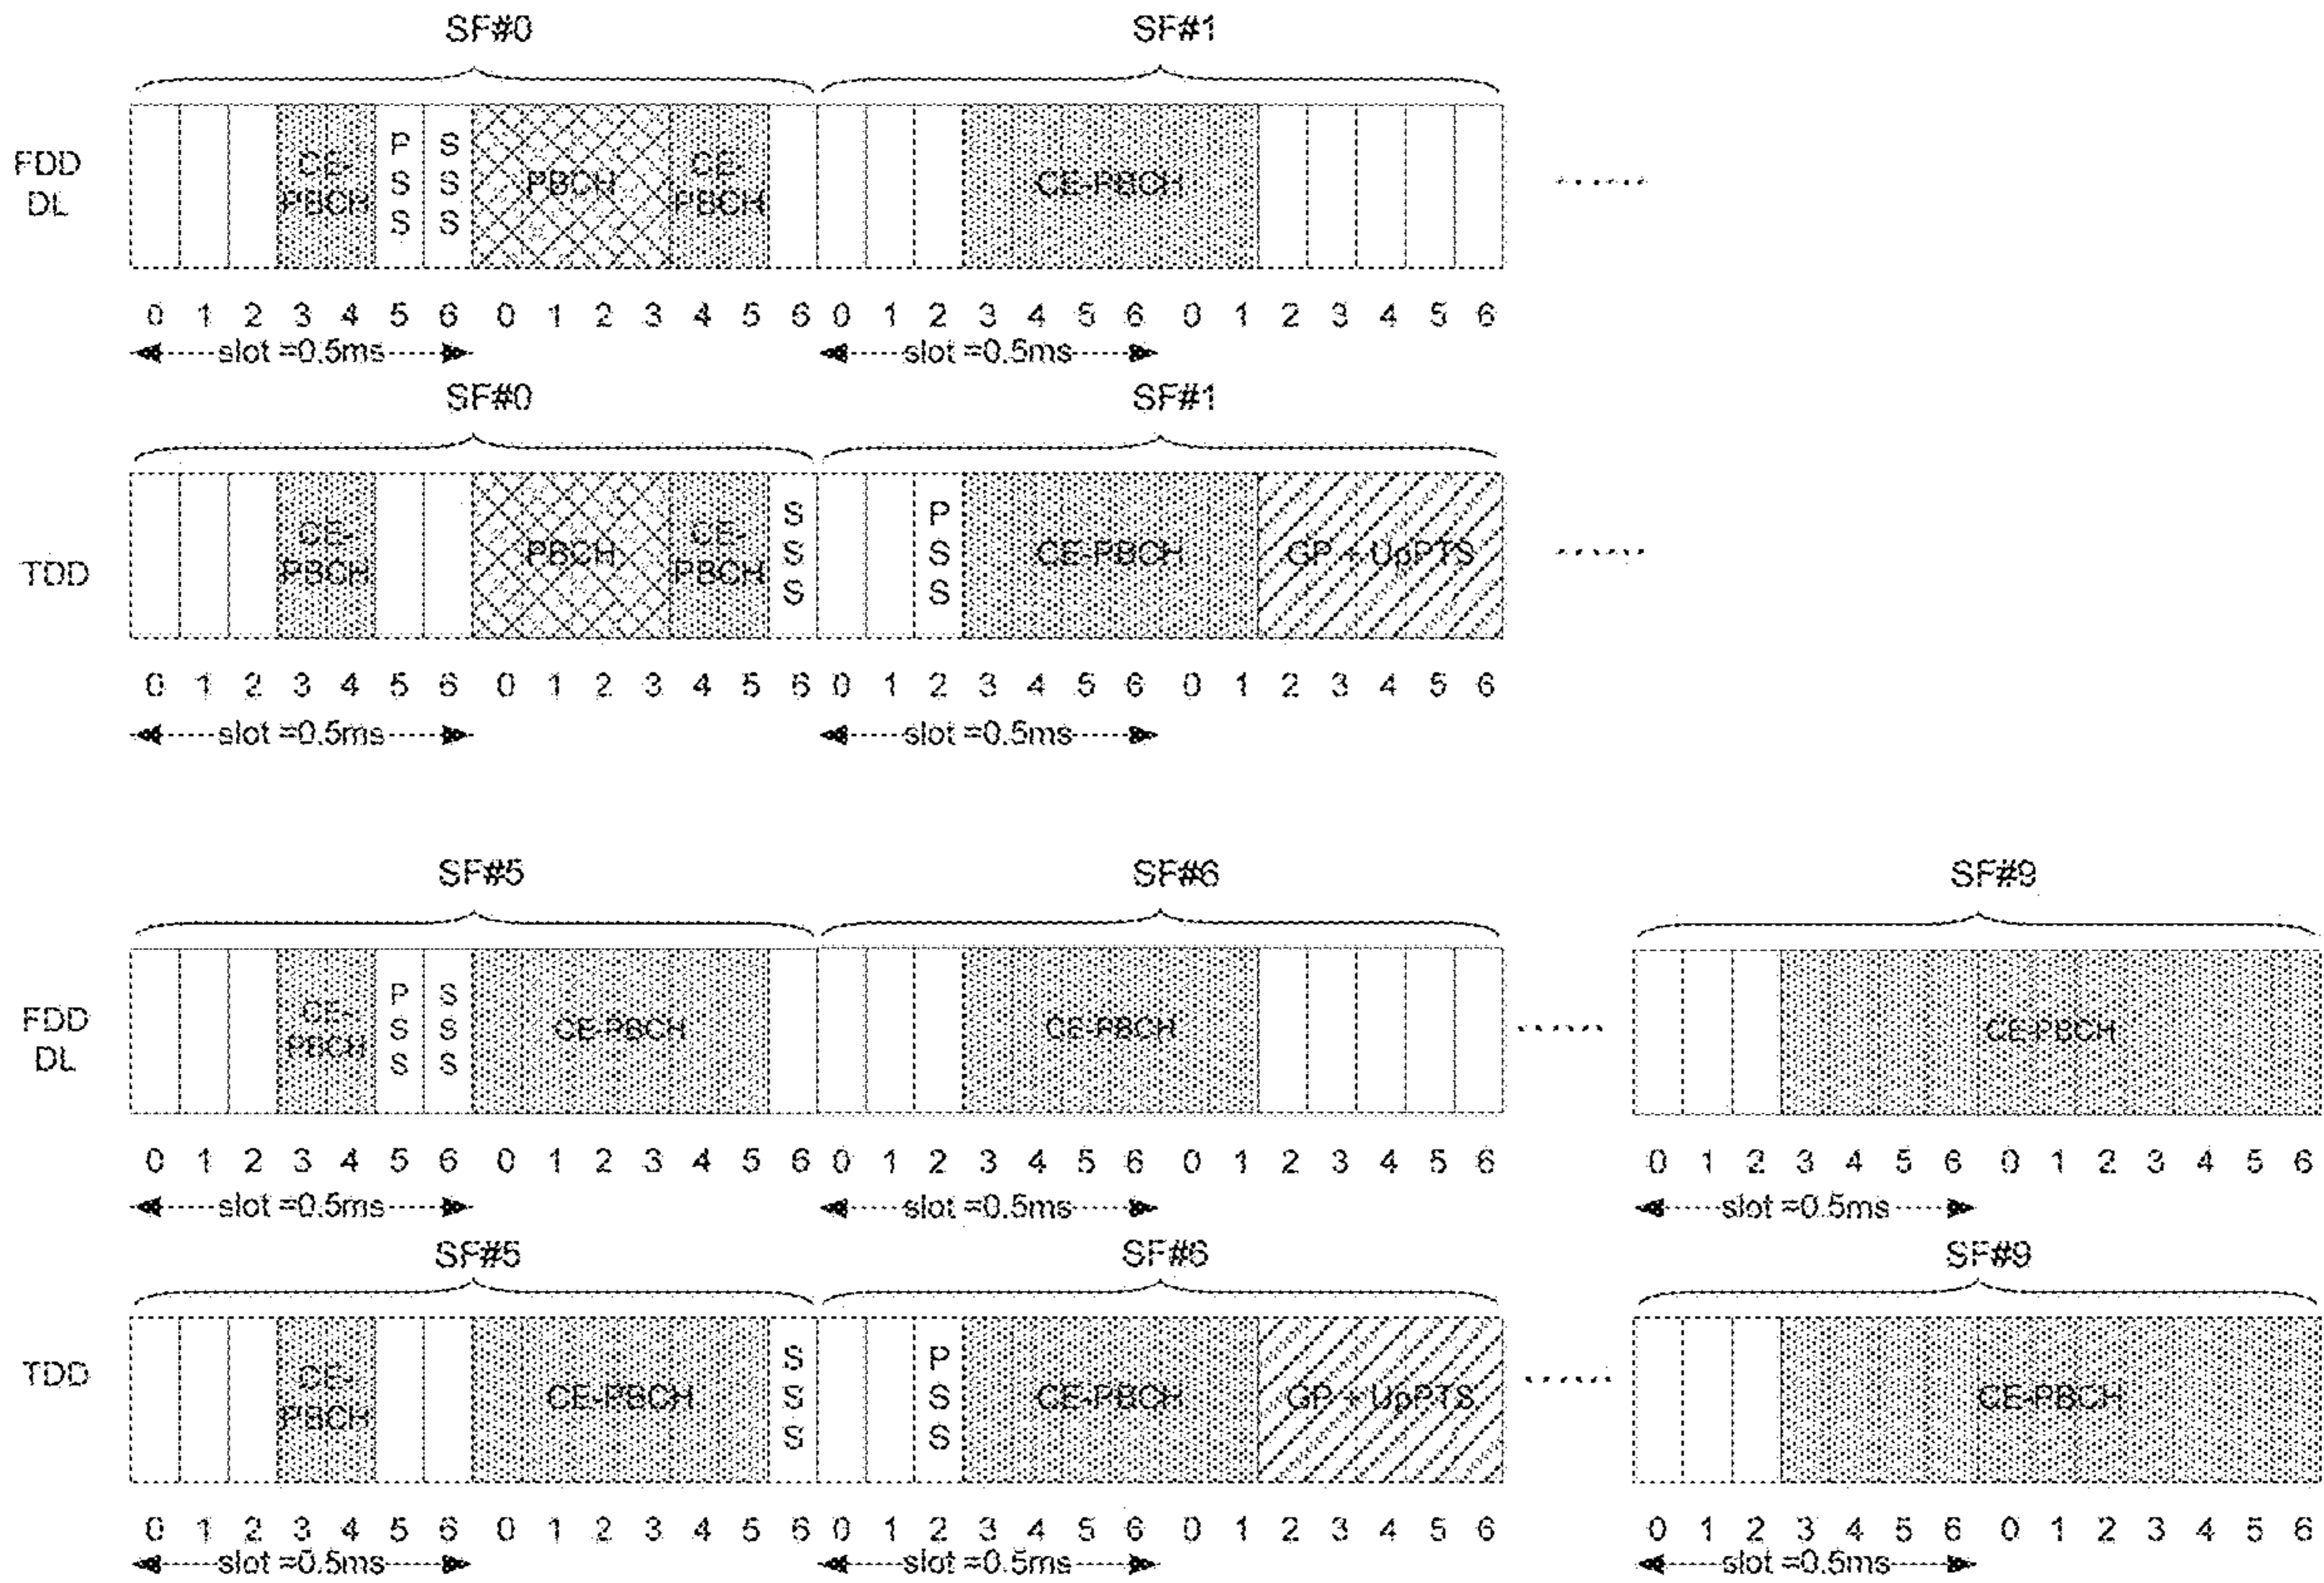 SF#0 SF#1
FDD DL
CE-PBCH PSS SSS PBCH CE-PBCH CE-PBCH ......
0 1 2 3 4 5 6 0 1 2 3 4 5 6 0 1 2 3 4 5 6 0 1 2 3 4 5 6
slot =0.5ms slot =0.5ms
SF#0 SF#1
TDD
CE-PBCH PBCH CE-PBCH SSS PSS CE-PBCH GP + UpPTS ......
0 1 2 3 4 5 6 0 1 2 3 4 5 6 0 1 2 3 4 5 6 0 1 2 3 4 5 6
slot =0.5ms slot =0.5ms
SF#5 SF#6 SF#9
FDD DL
CE-PBCH PSS SSS CE-PBCH CE-PBCH ...... CE-PBCH
0 1 2 3 4 5 6 0 1 2 3 4 5 6 0 1 2 3 4 5 6 0 1 2 3 4 5 6 0 1 2 3 4 5 6 0 1 2 3 4 5 6
slot =0.5ms slot =0.5ms slot =0.5ms
SF#5 SF#6 SF#9
TDD
CE-PBCH CE-PBCH SSS PSS CE-PBCH GP + UpPTS ...... CE-PBCH
0 1 2 3 4 5 6 0 1 2 3 4 5 6 0 1 2 3 4 5 6 0 1 2 3 4 5 6 0 1 2 3 4 5 6 0 1 2 3 4 5 6
slot =0.5ms slot =0.5ms slot =0.5ms